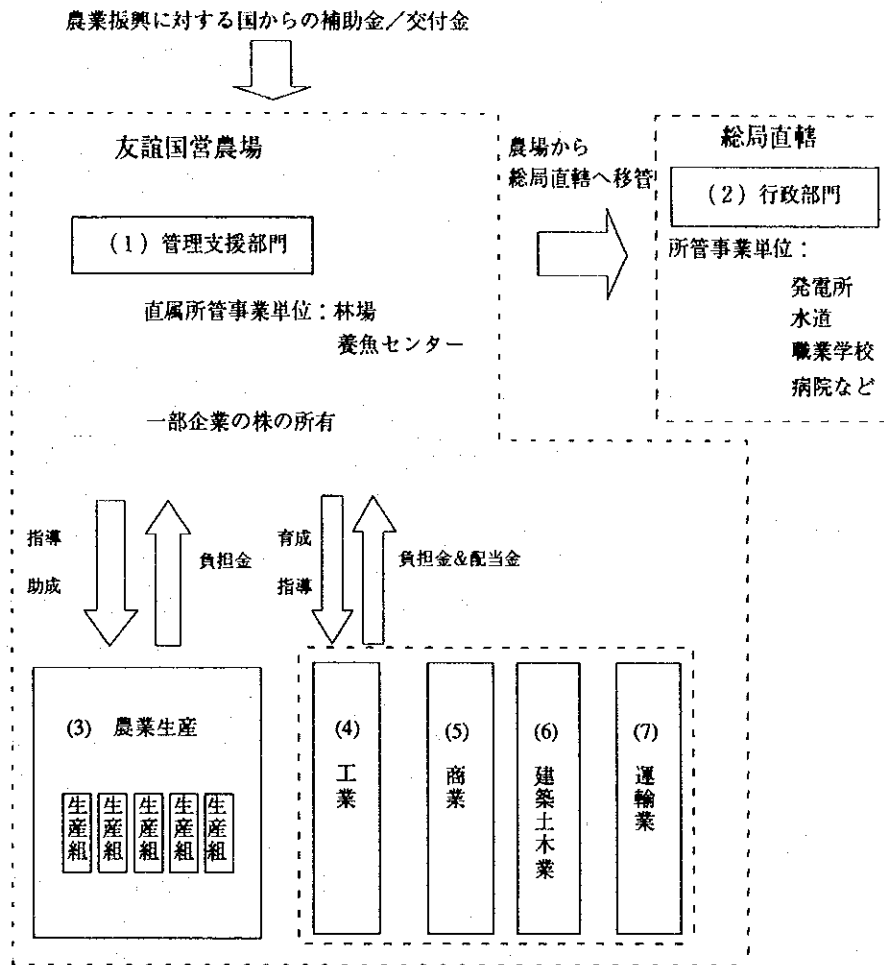 農業振興に対する国からの補助金／交付金
友誼国営農場
(1) 管理支援部門
直属所管事業単位：林場
養魚センター
一部企業の株の所有
農場から
総局直轄へ移管
総局直轄
(2) 行政部門
所管事業単位：
発電所
水道
職業学校
病院など
指導
助成
負担金
育成
指導
負担金&配当金
(3) 農業生産
生産組
生産組
生産組
生産組
生産組
(4) 工業
(5) 商業
(6) 建築土木業
(7) 運輸業